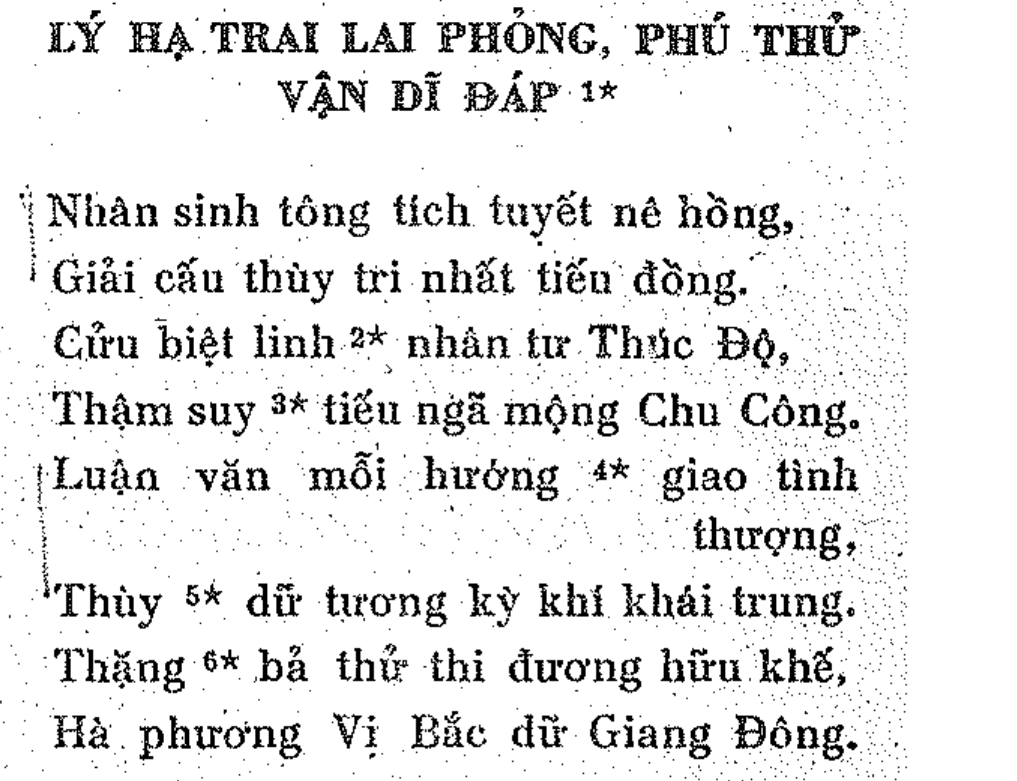 LÝ HẠ TRAI LAI PHỎNG, PHÚ THỬ
VẬN DĨ ĐÁP 1*
Nhân sinh tông tích tuyết nê hồng,
Giải cấu thùy tri nhất tiếu đồng.
Cửu biệt linh 2* nhân tư Thúc Độ,
Thậm suy 3* tiếu ngã mộng Chu Công.
Luận văn mỗi hướng 4* giao tình
thượng,
Thùy 5* dữ tương kỳ khí khái trung.
Thặng 6* bả thử thi đương hữu khế,
Hà phương Vị Bắc dữ Giang Đông.